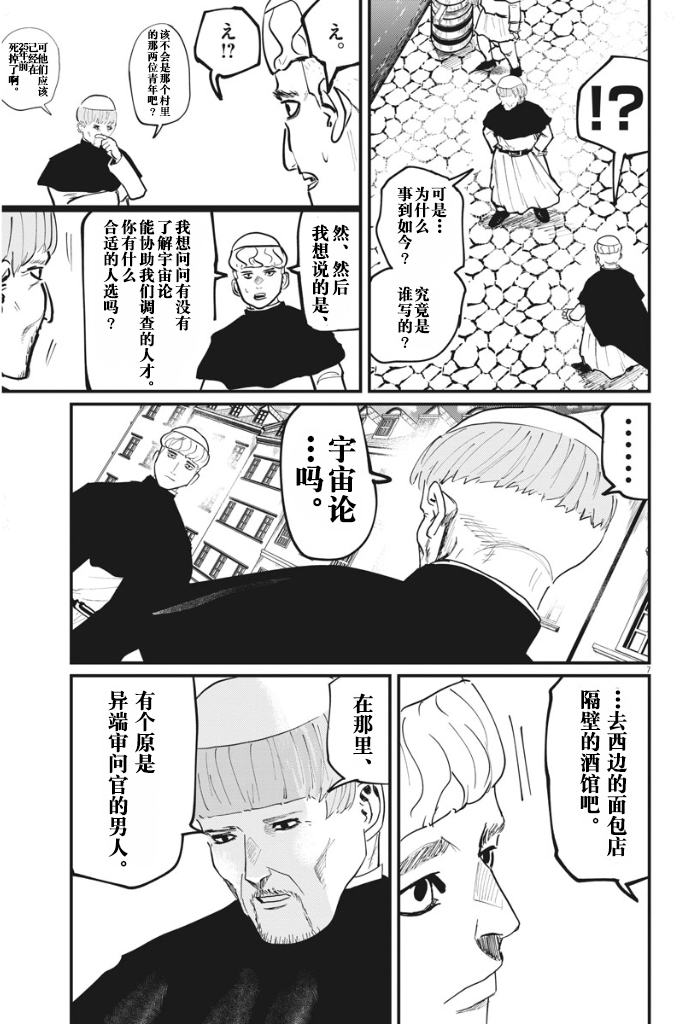 !?
可是…
为什么
事到如今？
究竟是
谁写的？
え。
え!?
该不会是那个村里
的那两位青年吧？
可他们应该
已经在
25年前
死掉了啊。
然、然后
我想说的是、
我想问问有没有
了解宇宙论
能协助我们调查的人才。
你有什么
合适的人选吗？
……
宇宙论
…吗。
7
…去西边的面包店
隔壁的酒馆吧。
在那里、
有个原是
异端审问官的男人。